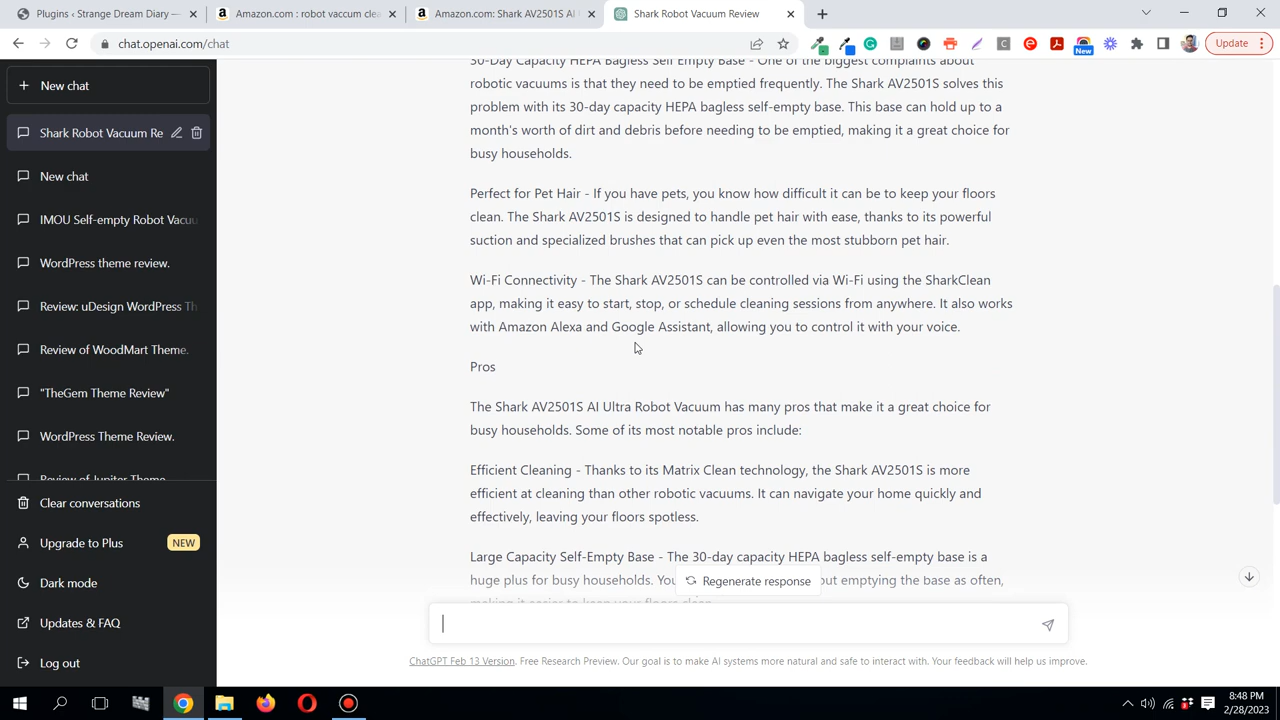 Plugins ‹ Strange Dream Diary —
Amazon.com : robot vaccum cle
Amazon.com: Shark AV2501S AI
Shark Robot Vacuum Review
chat.openai.com/chat
New
Update
New chat
Shark Robot Vacuum Re
New chat
IMOU Self-empty Robot Vacu
WordPress theme review.
Review: uDesign WordPress Th
Review of WoodMart Theme.
"TheGem Theme Review"
WordPress Theme Review.
Review of Jupiter Theme
Clear conversations
Upgrade to Plus
NEW
Dark mode
Updates & FAQ
Log out
30-Day Capacity HEPA Bagless Self Empty Base - One of the biggest complaints about
robotic vacuums is that they need to be emptied frequently. The Shark AV2501S solves this
problem with its 30-day capacity HEPA bagless self-empty base. This base can hold up to a
month's worth of dirt and debris before needing to be emptied, making it a great choice for
busy households.
Perfect for Pet Hair - If you have pets, you know how difficult it can be to keep your floors
clean. The Shark AV2501S is designed to handle pet hair with ease, thanks to its powerful
suction and specialized brushes that can pick up even the most stubborn pet hair.
Wi-Fi Connectivity - The Shark AV2501S can be controlled via Wi-Fi using the SharkClean
app, making it easy to start, stop, or schedule cleaning sessions from anywhere. It also works
with Amazon Alexa and Google Assistant, allowing you to control it with your voice.
Pros
The Shark AV2501S AI Ultra Robot Vacuum has many pros that make it a great choice for
busy households. Some of its most notable pros include:
Efficient Cleaning - Thanks to its Matrix Clean technology, the Shark AV2501S is more
efficient at cleaning than other robotic vacuums. It can navigate your home quickly and
effectively, leaving your floors spotless.
Large Capacity Self-Empty Base - The 30-day capacity HEPA bagless self-empty base is a
huge plus for busy households. You out emptying the base as often,
making it easier to keep your floors clean.
Regenerate response
ChatGPT Feb 13 Version. Free Research Preview. Our goal is to make AI systems more natural and safe to interact with. Your feedback will help us improve.
8:48 PM
2/28/2023